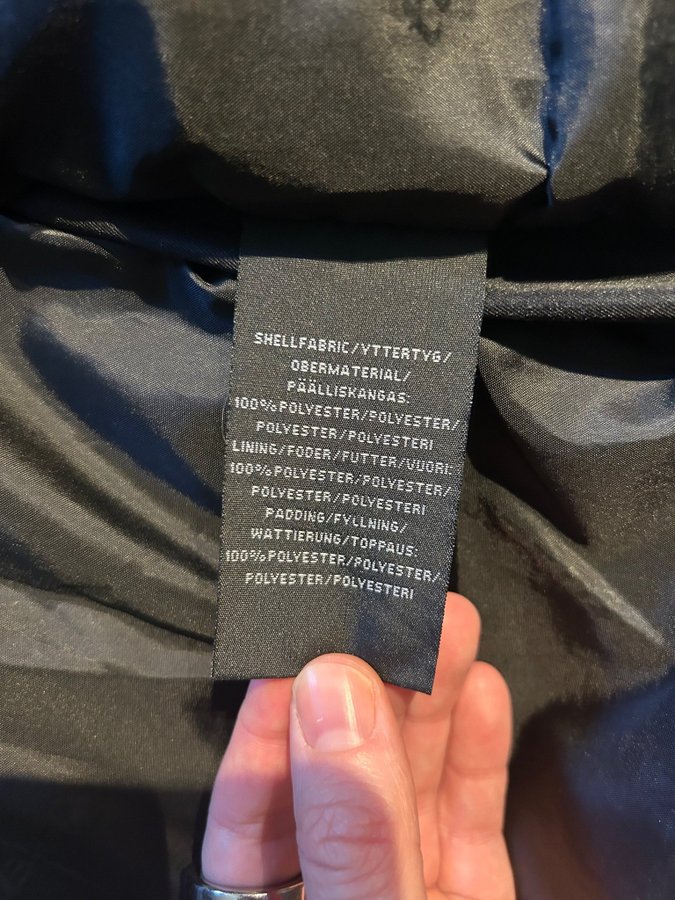 SHELLFABRIC/YTTERTYG/
OBERMATERIAL/
PÄÄLLISKANGAS:
100%POLYESTER/POLYESTER/
POLYESTER/POLYESTERI
LINING/FODER/FUTTER/VUORI:
100%POLYESTER/POLYESTER/
POLYESTER/POLYESTERI
PADDING/FYLLNING/
WATTIERUNG/TOPPAUS:
100%POLYESTER/POLYESTER/
POLYESTER/POLYESTERI